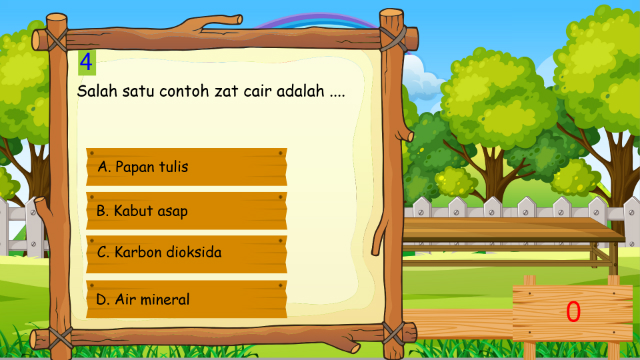 4
Salah satu contoh zat cair adalah ....
A. Papan tulis
B. Kabut asap
C. Karbon dioksida
D. Air mineral
0